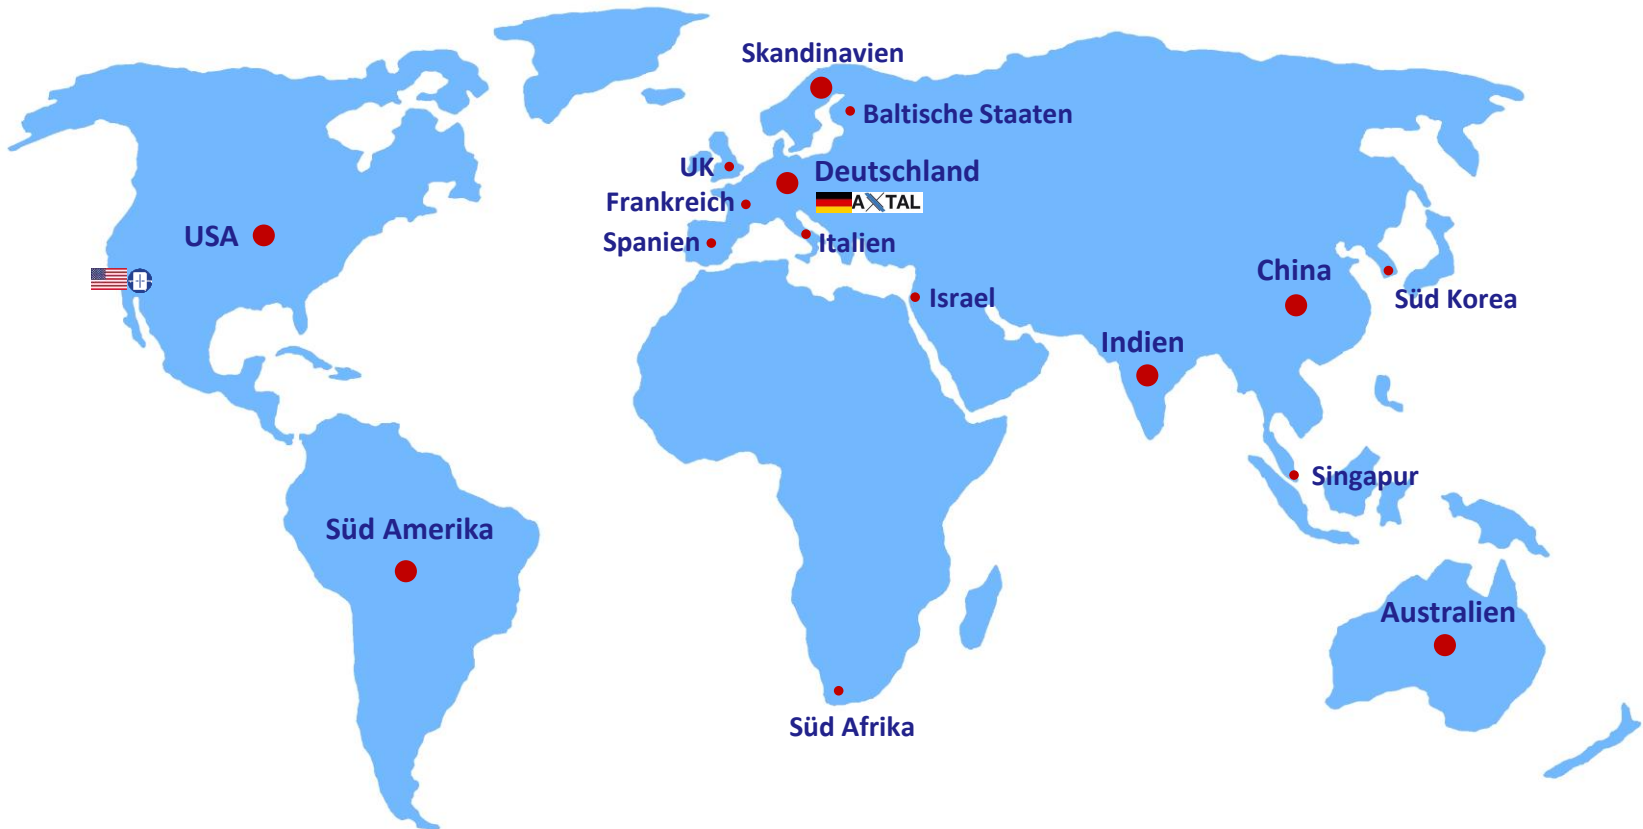 Skandinavien
Baltische Staaten
UK
Deutschland
AXTAL
Frankreich
Spanien
Italien
USA
China
Süd Korea
Israel
Indien
Singapur
Süd Amerika
Australien
Süd Afrika